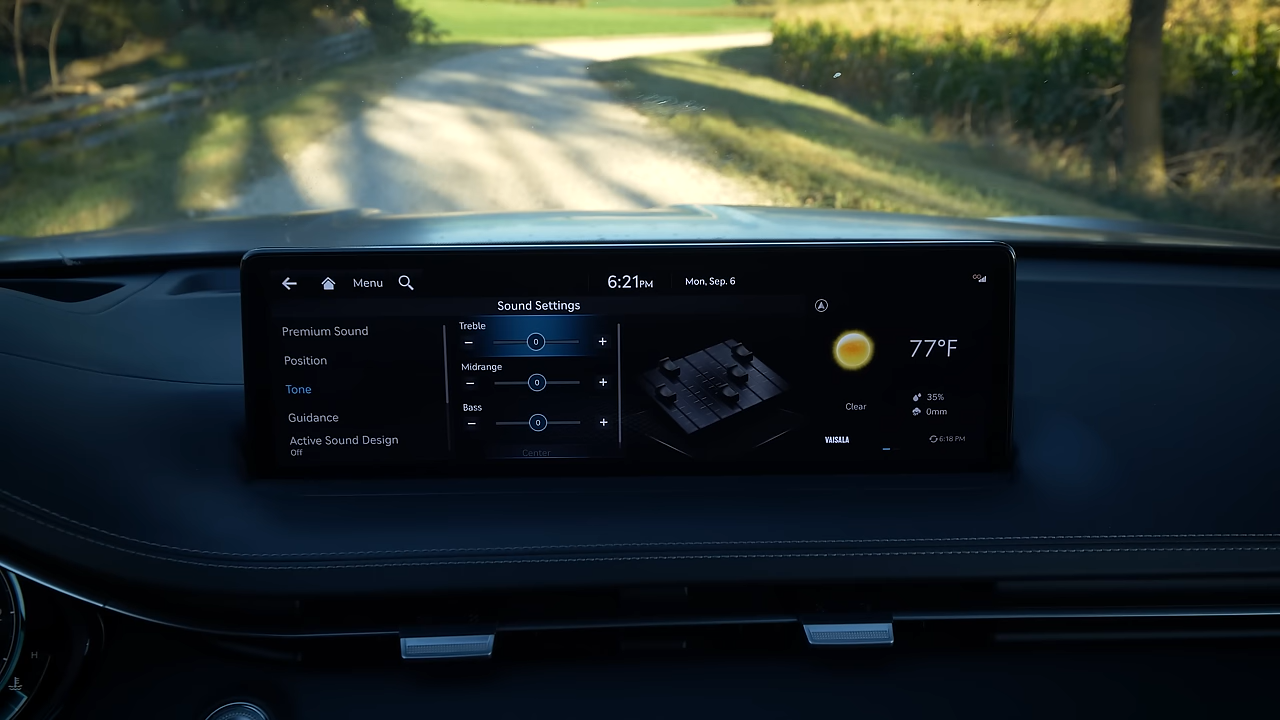 Menu
6:21PM
Mon, Sep. 6
Sound Settings
Premium Sound
Position
Tone
Guidance
Active Sound Design
Off
Treble
− 0 +
Midrange
− 0 +
Bass
− 0 +
Center
77°F
Clear
35%
0mm
VAISALA
6:18 PM
H